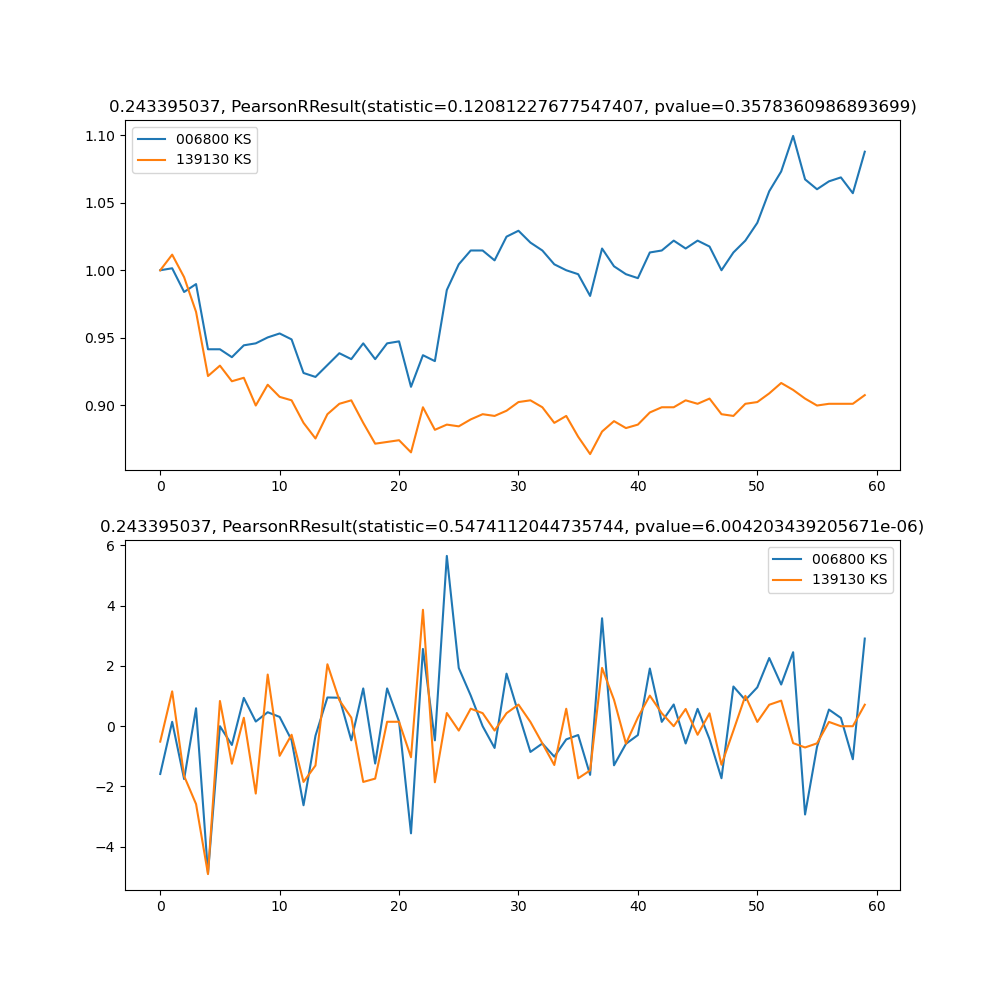 0.243395037, PearsonRResult(statistic=0.12081227677547407, pvalue=0.3578360986893699)
006800 KS
139130 KS
1.10
1.05
1.00
0.95
0.90
0 10 20 30 40 50 60
0.243395037, PearsonRResult(statistic=0.5474112044735744, pvalue=6.004203439205671e-06)
006800 KS
139130 KS
6
4
2
0
−2
−4
0 10 20 30 40 50 60